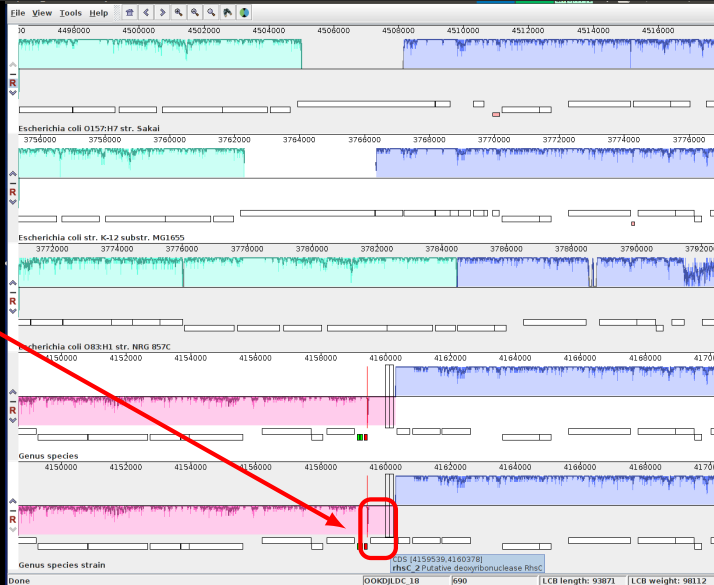 File View Tools Help
00 4498000 4500000 4502000 4504000 4506000 4508000 4510000 4512000 4514000 4516000
R
Escherichia coli O157:H7 str. Sakai
3756000 3758000 3760000 3762000 3764000 3766000 3768000 3770000 3772000 3774000 3776000
R
Escherichia coli str. K-12 substr. MG1655
3772000 3774000 3776000 3778000 3780000 3782000 3784000 3786000 3788000 3790000 3792000
R
Escherichia coli O83:H1 str. NRG 857C
4150000 4152000 4154000 4156000 4158000 4160000 4162000 4164000 4166000 4168000 41700
R
Genus species
4150000 4152000 4154000 4156000 4158000 4160000 4162000 4164000 4166000 4168000 41700
R
CDS [4159539,4160378]
rhsC_2 Putative deoxyribonuclease RhsC
Genus species strain
Done OOKDJLDC_18 690 LCB length: 93871 LCB weight: 98112